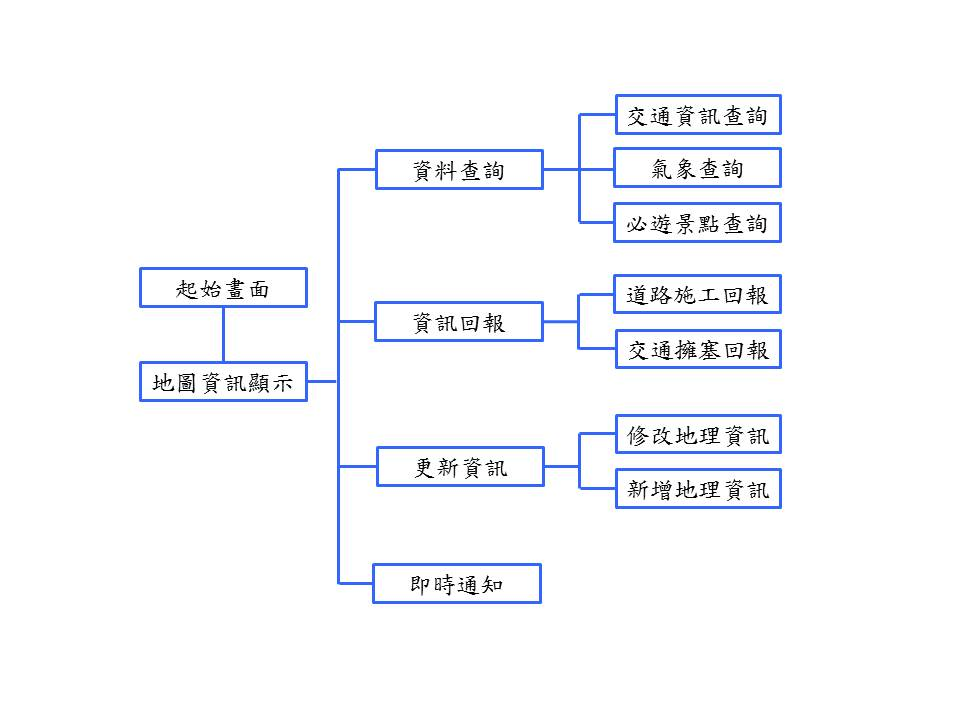 起始畫面
地圖資訊顯示
資料查詢
交通資訊查詢
氣象查詢
必遊景點查詢
資訊回報
道路施工回報
交通擁塞回報
更新資訊
修改地理資訊
新增地理資訊
即時通知